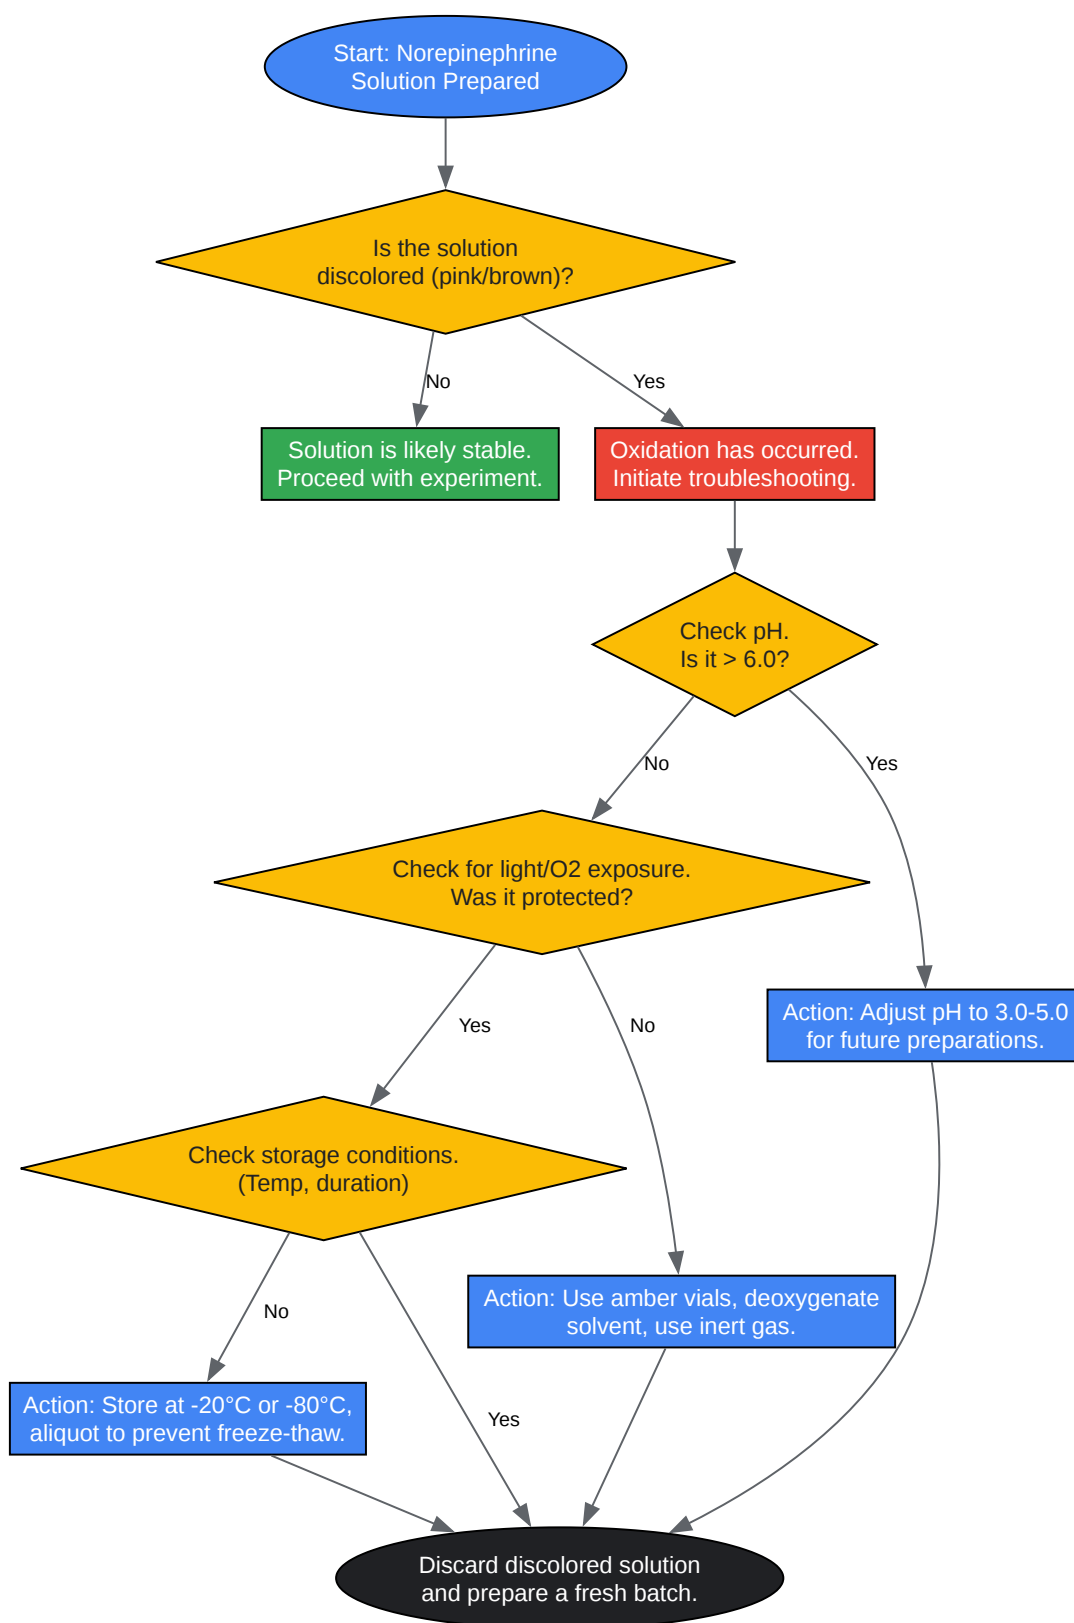 Start: Norepinephrine
Solution Prepared
Is the solution
discolored (pink/brown)?
No
Yes
Solution is likely stable.
Proceed with experiment.
Oxidation has occurred.
Initiate troubleshooting.
Check pH.
Is it > 6.0?
No
Yes
Check for light/O2 exposure.
Was it protected?
Yes
No
Action: Adjust pH to 3.0-5.0
for future preparations.
Check storage conditions.
(Temp, duration)
No
Action: Use amber vials, deoxygenate
solvent, use inert gas.
Action: Store at -20°C or -80°C,
aliquot to prevent freeze-thaw.
Yes
Discard discolored solution
and prepare a fresh batch.